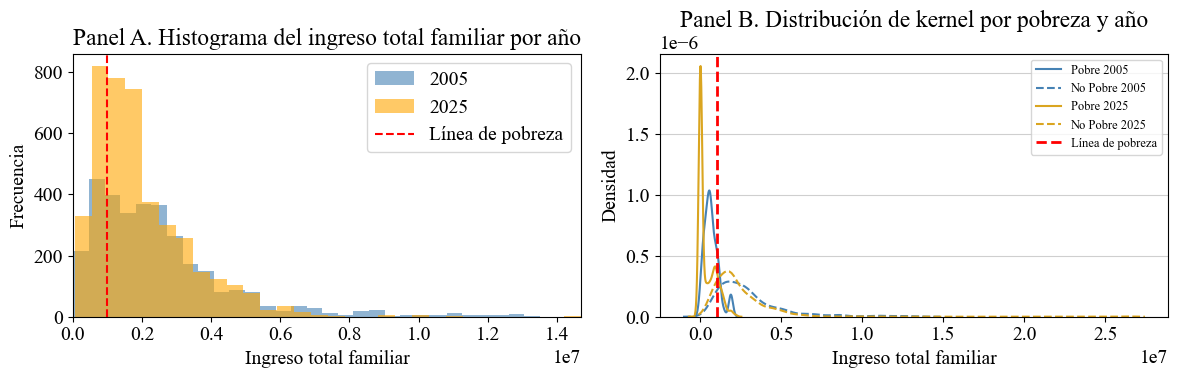 Panel A. Histograma del ingreso total familiar por año
800
600
400
200
0
Frecuencia
0.0 0.2 0.4 0.6 0.8 1.0 1.2 1.4
1e7
Ingreso total familiar
2005
2025
Línea de pobreza
Panel B. Distribución de kernel por pobreza y año
1e−6
2.0
1.5
1.0
0.5
0.0
Densidad
0.0 0.5 1.0 1.5 2.0 2.5
1e7
Ingreso total familiar
Pobre 2005
No Pobre 2005
Pobre 2025
No Pobre 2025
Línea de pobreza